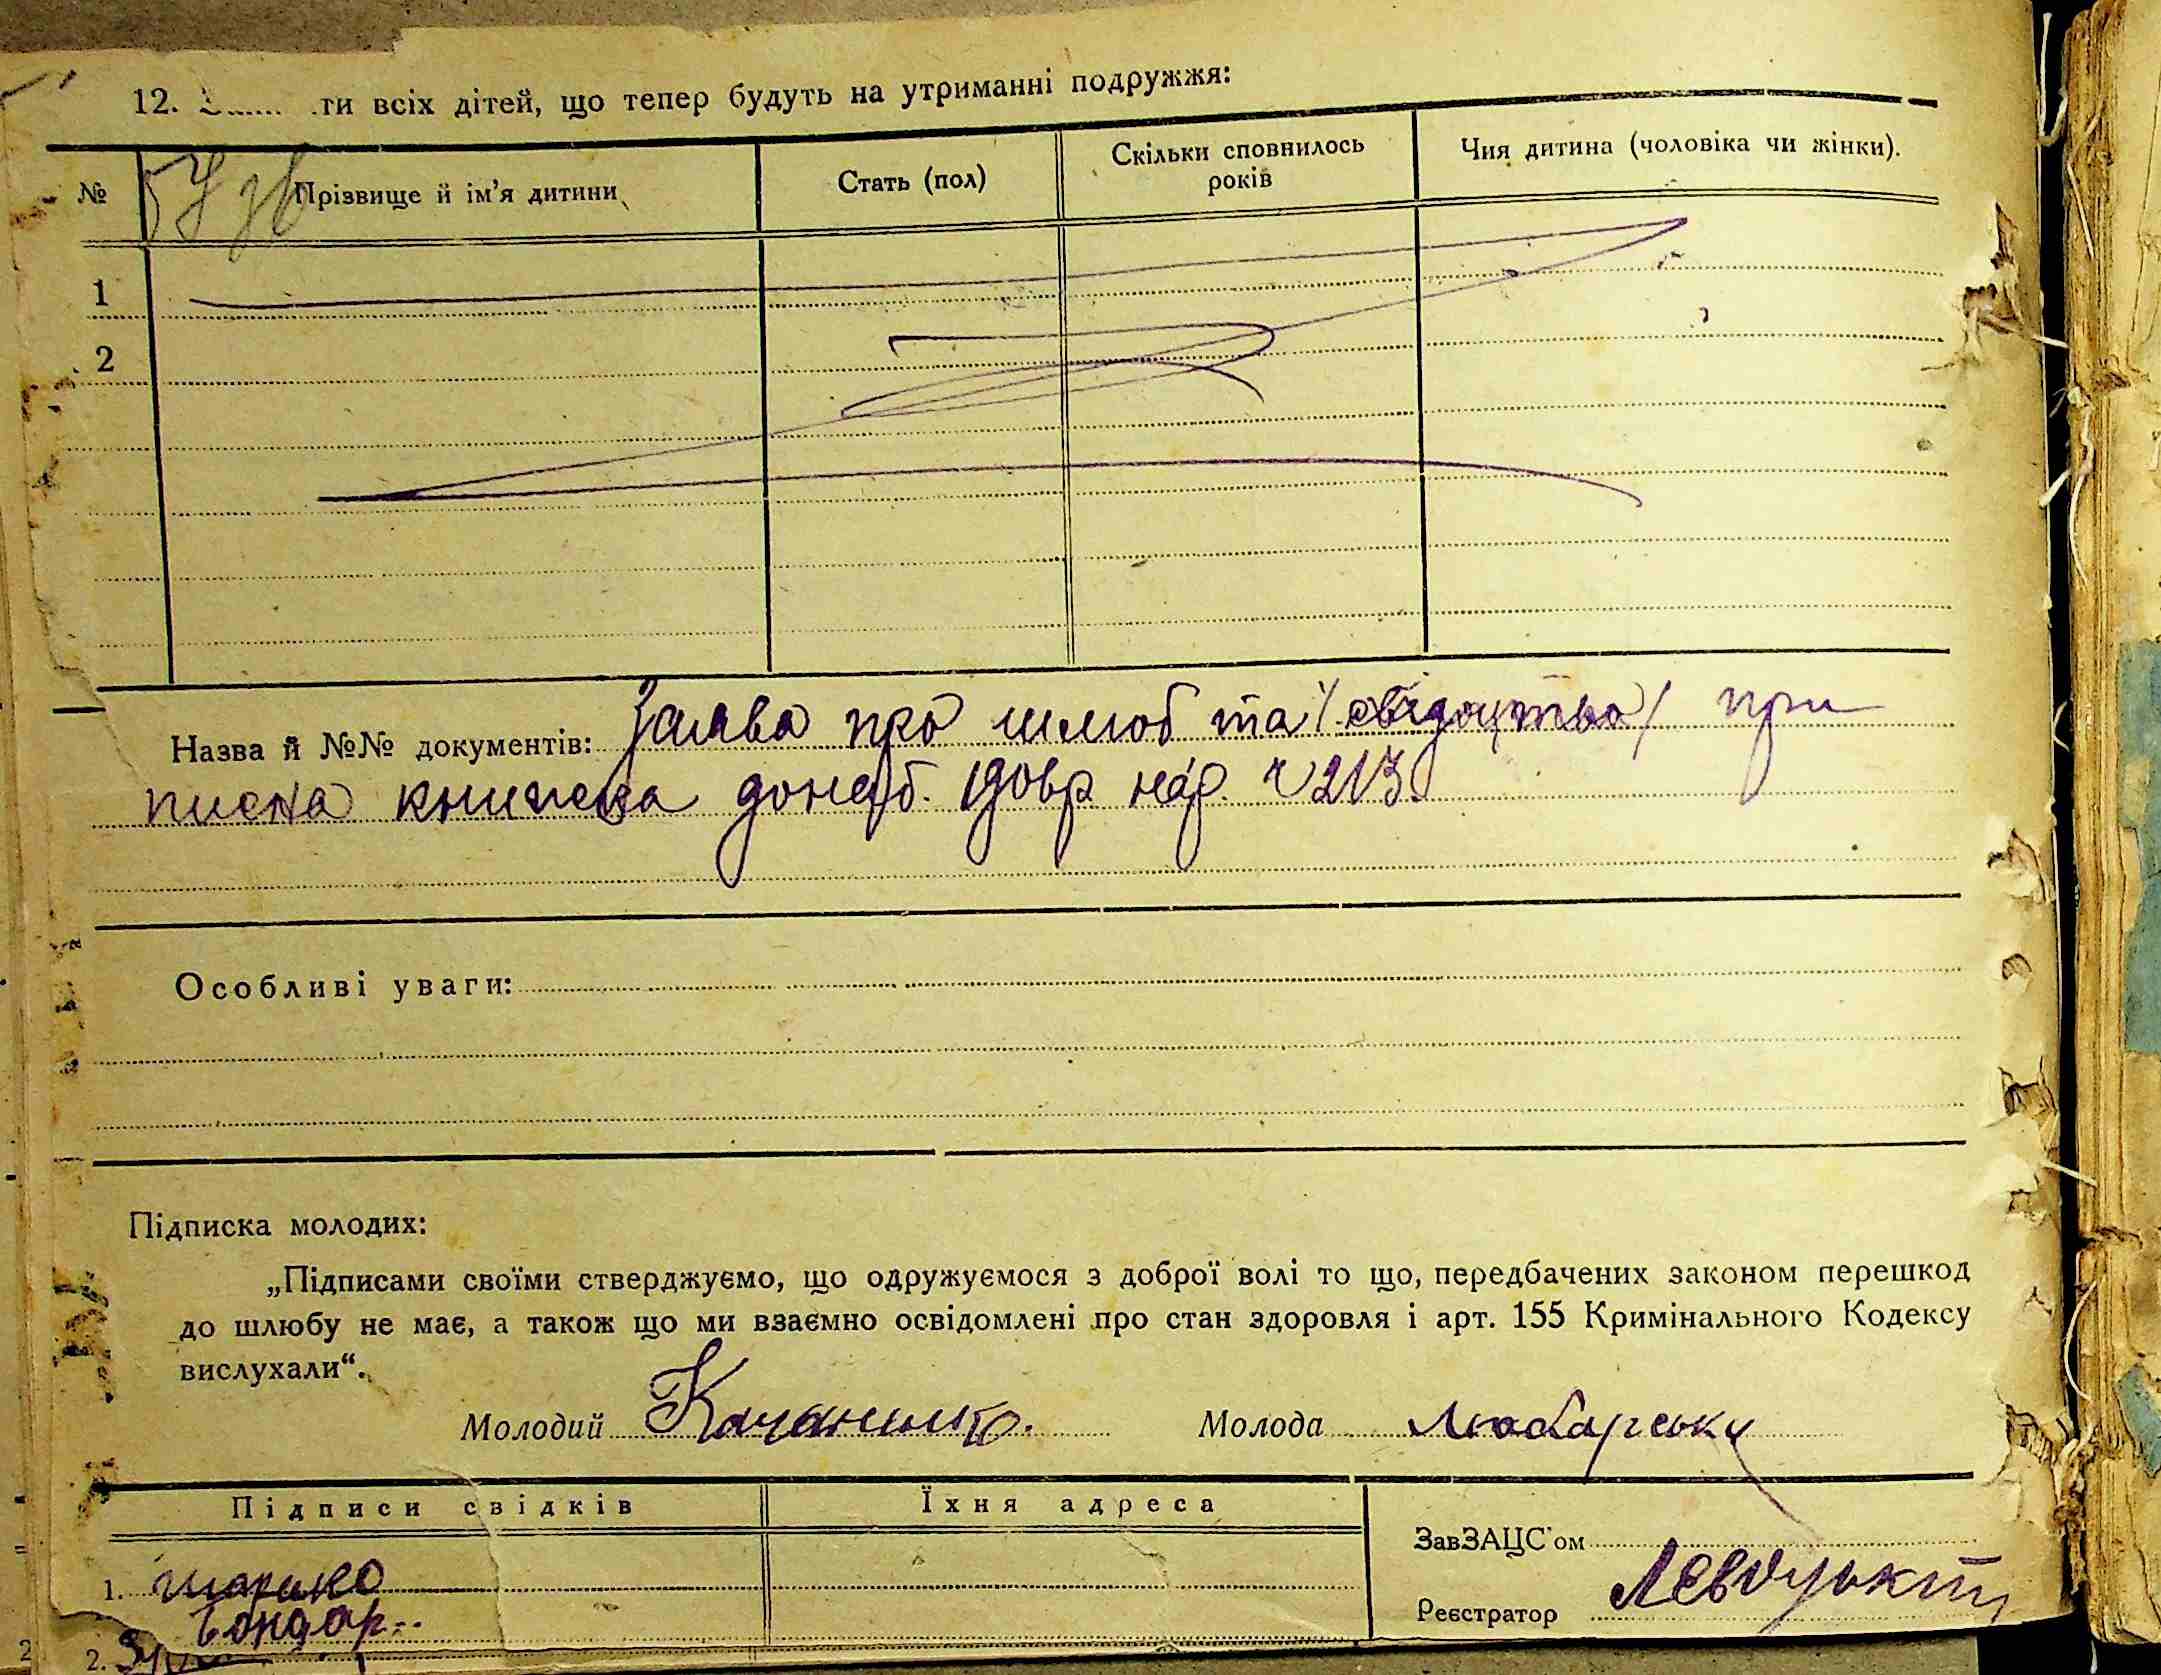 12. ти всіх дітей, що тепер будуть на утриманні подружжя:
№ Прізвище й ім'я дитини Стать (пол) Скільки сповнилось років Чия дитина (чоловіка чи жінки).
1
2
Назва й №№ документів: Заява про шлюб та / свідоцтво / при
писна книжка
Особливі уваги:
Підписка молодих:
„Підписами своїми стверджуємо, що одружуємося з доброї волі то що, передбачених законом перешкод
до шлюбу не має, а також що ми взаємно освідомлені про стан здоровля і арт. 155 Кримінального Кодексу
вислухали“.
Молодий Молода Любарська
Підписи свідків Їхня адреса
ЗавЗАЦС'ом
1.
Бондар
Реєстратор
2.